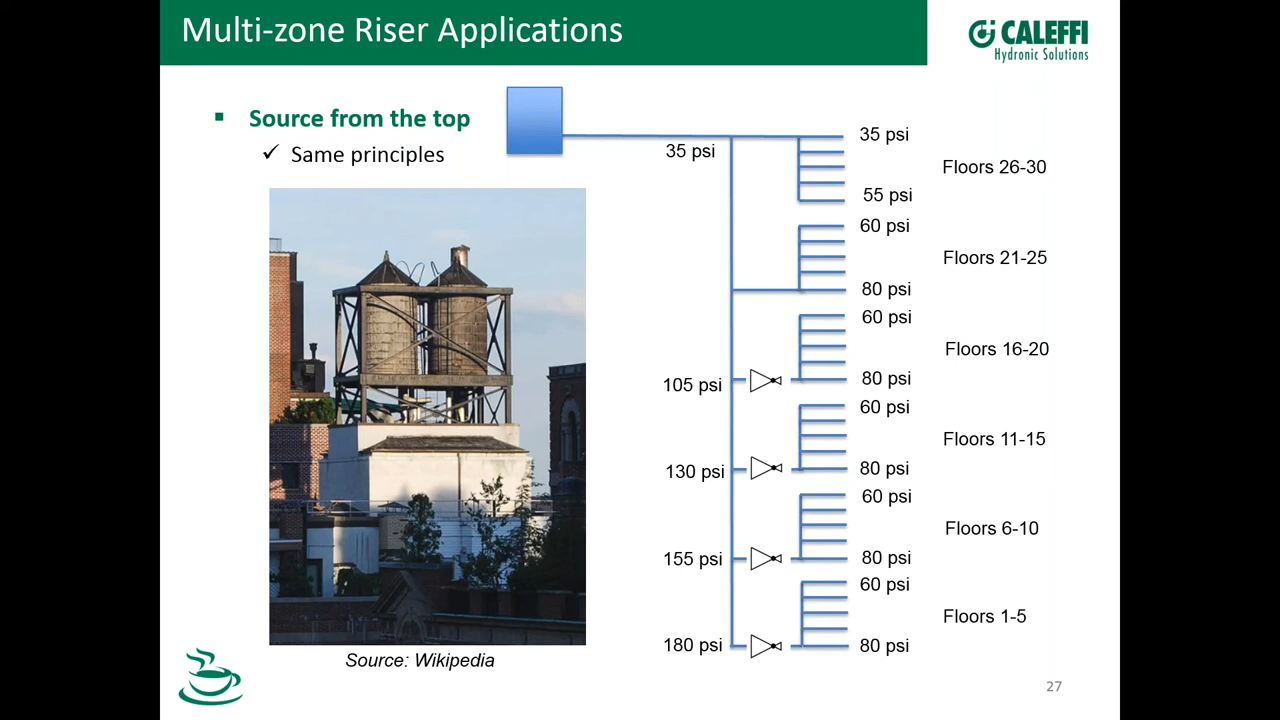 Multi-zone Riser Applications
CALEFFI
Hydronic Solutions
Source from the top
Same principles
35 psi
35 psi
Floors 26-30
55 psi
60 psi
Floors 21-25
80 psi
60 psi
Floors 16-20
105 psi
80 psi
60 psi
Floors 11-15
130 psi
80 psi
60 psi
Floors 6-10
155 psi
80 psi
60 psi
Floors 1-5
180 psi
80 psi
Source: Wikipedia
27